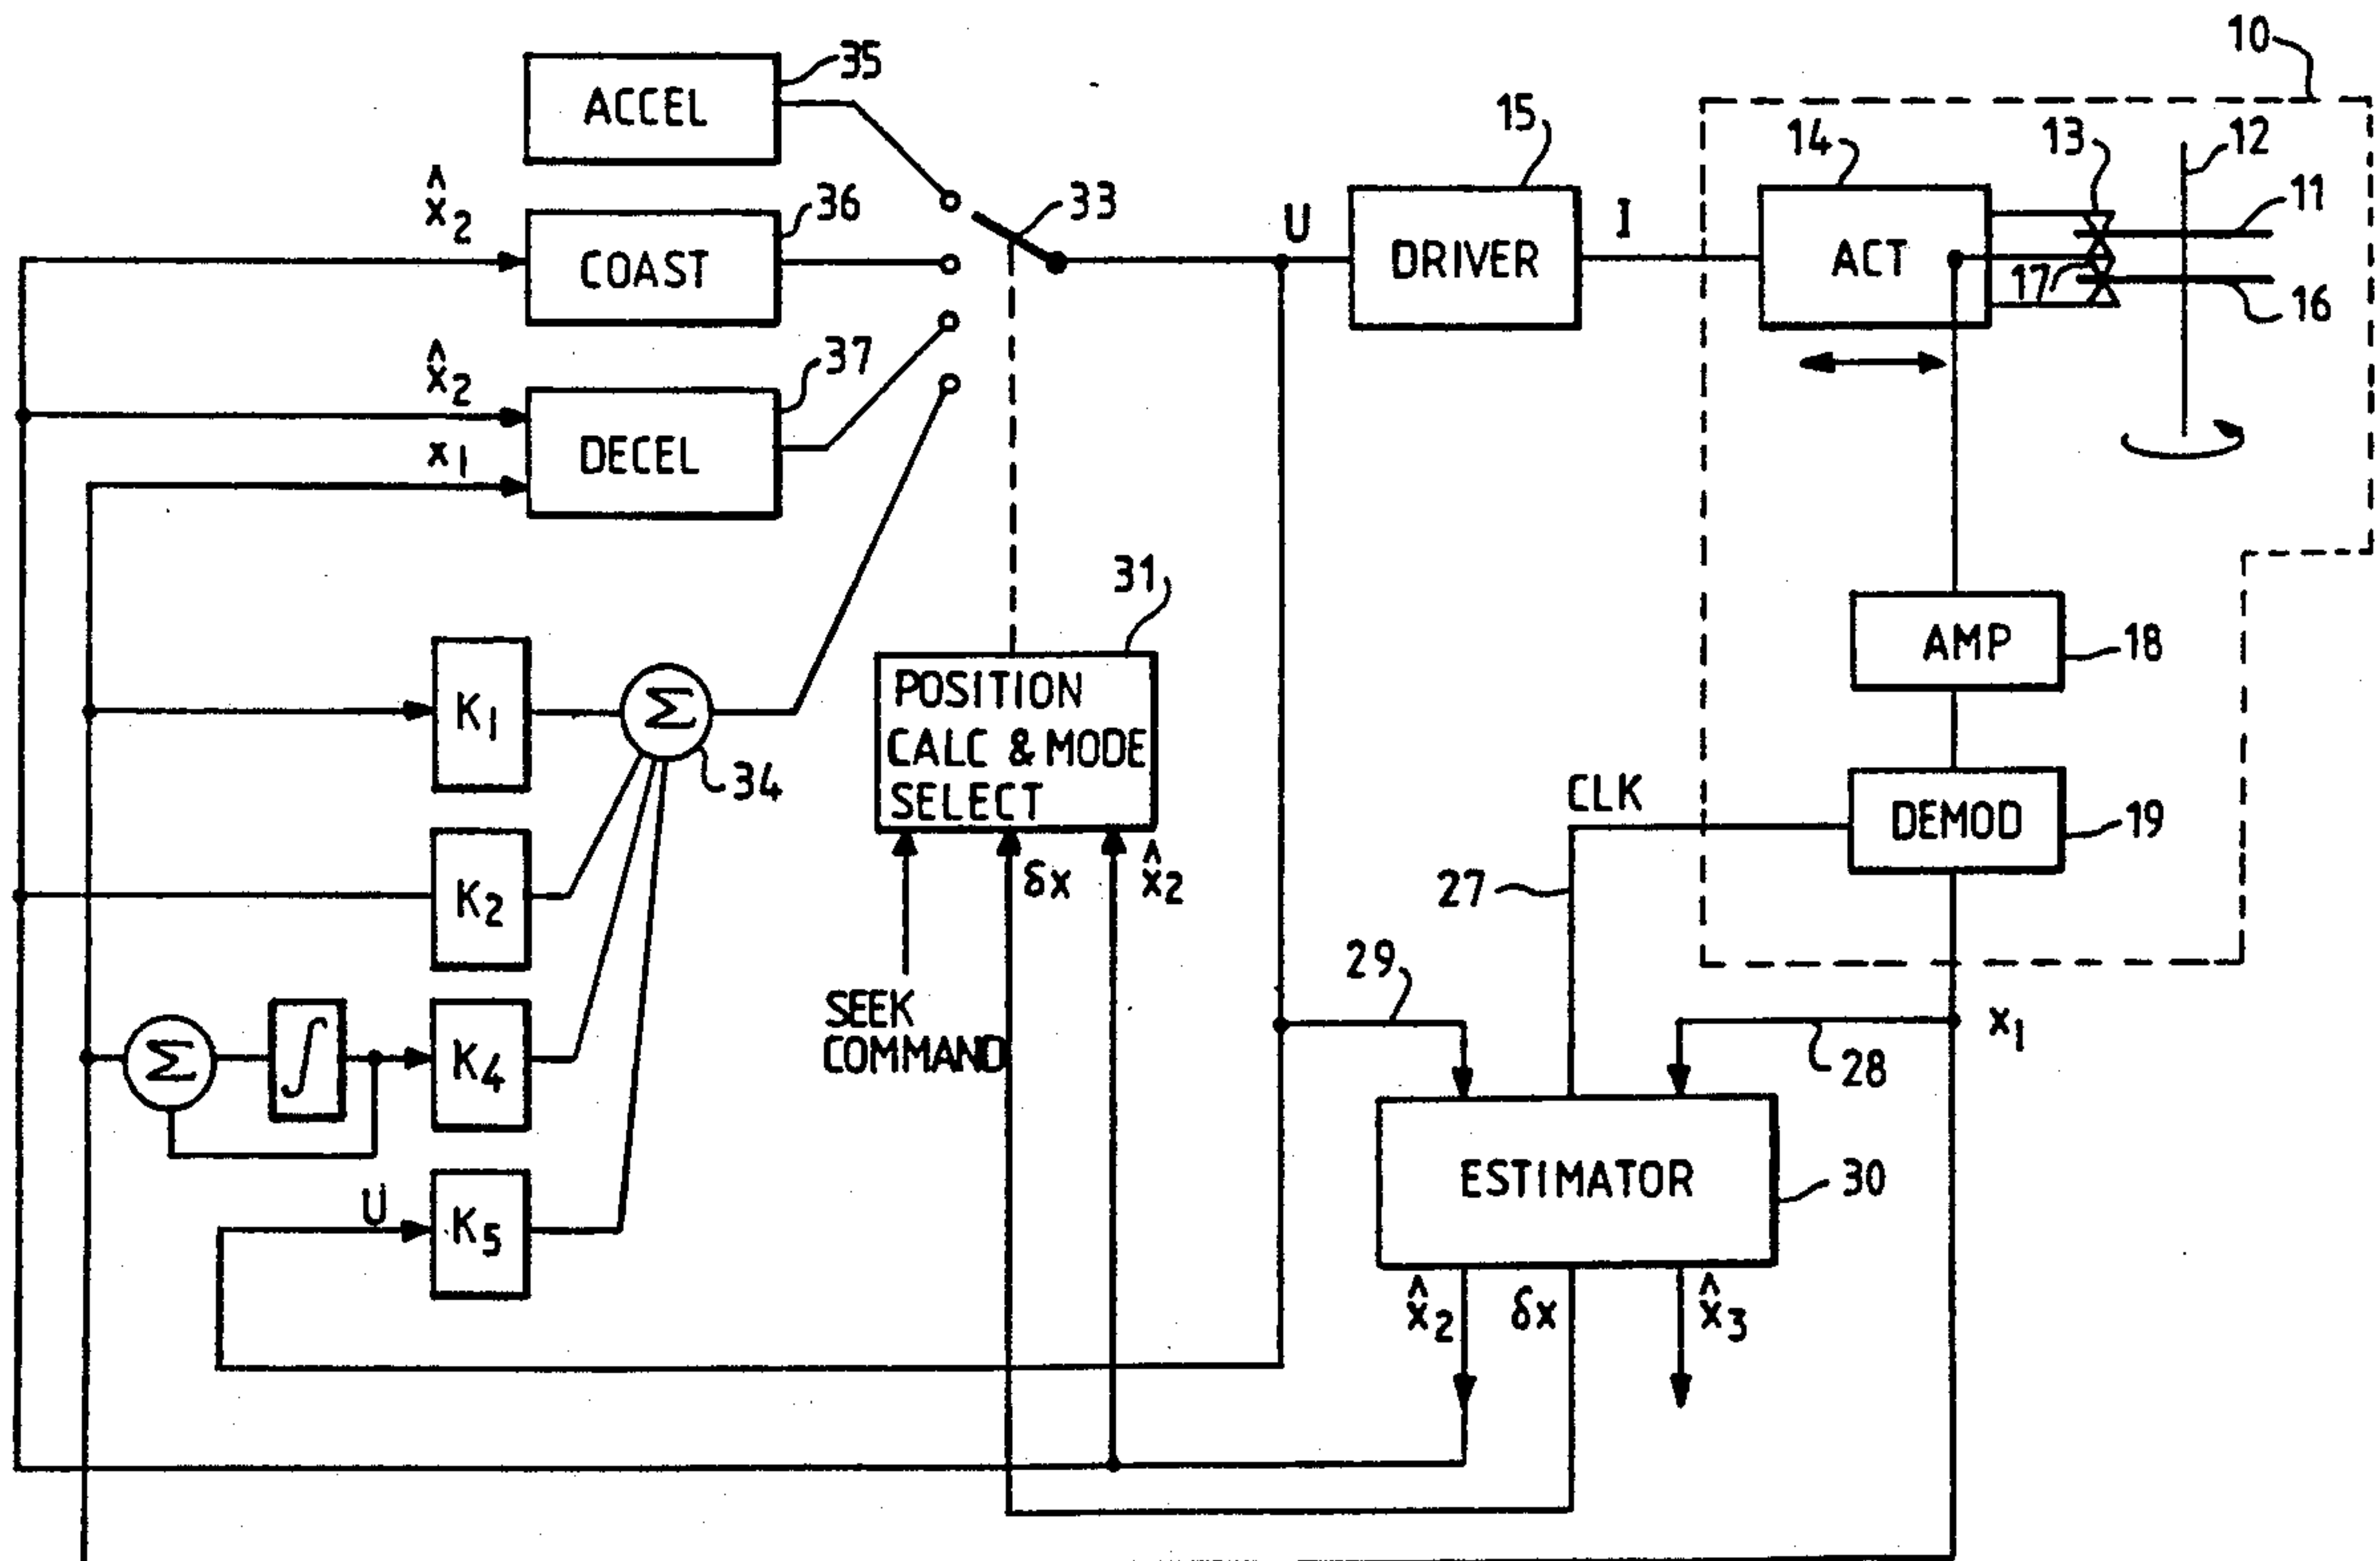 10
35
ACCEL
15
14
13
12
11
x̂2
36
COAST
33
U
DRIVER
I
ACT
17
16
x̂2
37
x1
DECEL
31
AMP
18
K1
Σ
34
POSITION
CALC & MODE
SELECT
CLK
DEMOD
19
K2
δx
x̂2
27
29
SEEK
COMMAND
x1
28
Σ
∫
K4
ESTIMATOR
30
U
K5
x̂2
δx
x̂3